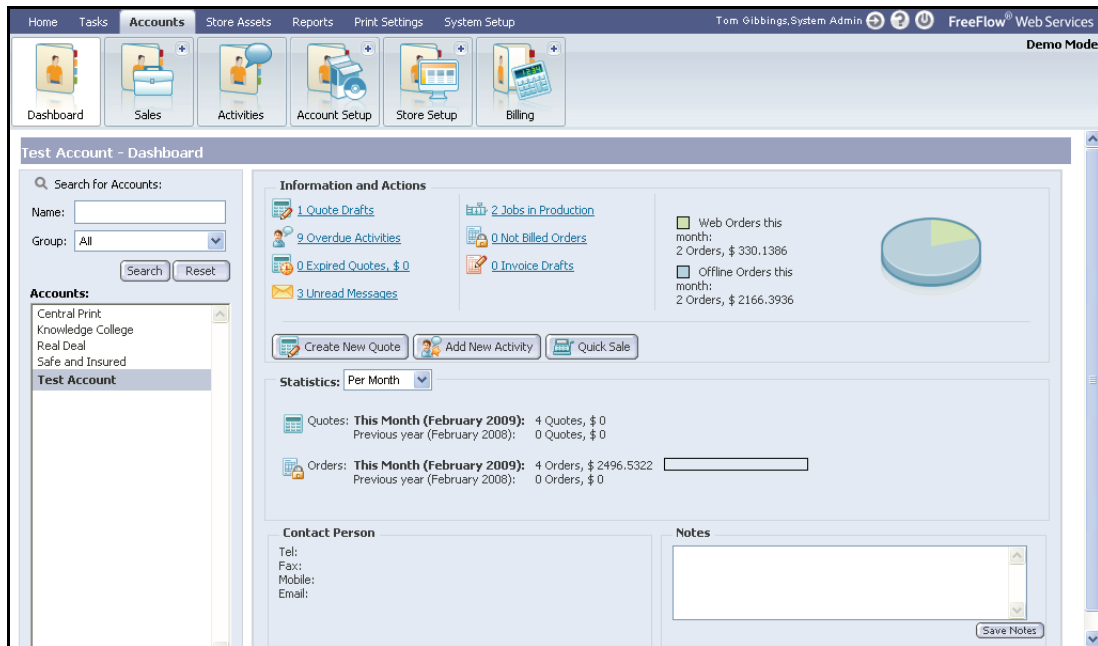 Home Tasks Accounts Store Assets Reports Print Settings System Setup Tom Gibbings,System Admin FreeFlow® Web Services
Demo Mode
Dashboard Sales Activities Account Setup Store Setup Billing
Test Account - Dashboard
Search for Accounts:
Name:
Group: All
Search Reset
Accounts:
Central Print
Knowledge College
Real Deal
Safe and Insured
Test Account
Information and Actions
1 Quote Drafts
9 Overdue Activities
0 Expired Quotes, $ 0
3 Unread Messages
2 Jobs in Production
0 Not Billed Orders
0 Invoice Drafts
Web Orders this
month:
2 Orders, $ 330.1386
Offline Orders this
month:
2 Orders, $ 2166.3936
Create New Quote Add New Activity Quick Sale
Statistics: Per Month
Quotes: This Month (February 2009): 4 Quotes, $ 0
Previous year (February 2008): 0 Quotes, $ 0
Orders: This Month (February 2009): 4 Orders, $ 2496.5322
Previous year (February 2008): 0 Orders, $ 0
Contact Person
Tel:
Fax:
Mobile:
Email:
Notes
Save Notes